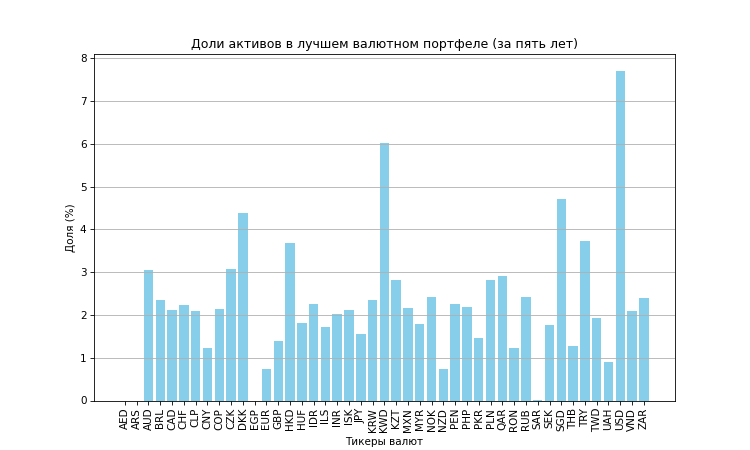 Доли активов в лучшем валютном портфеле (за пять лет)
8
7
6
5
4
3
2
1
0
Доля (%)
AED ARS AUD BRL CAD CHF CLP CNY COP CZK DKK EGP EUR GBP HKD HUF IDR ILS INR ISK JPY KRW KWD KZT MXN MYR NOK NZD PEN PHP PKR PLN QAR RON RUB SAR SEK SGD THB TRY TWD UAH USD VND ZAR
Тикеры валют